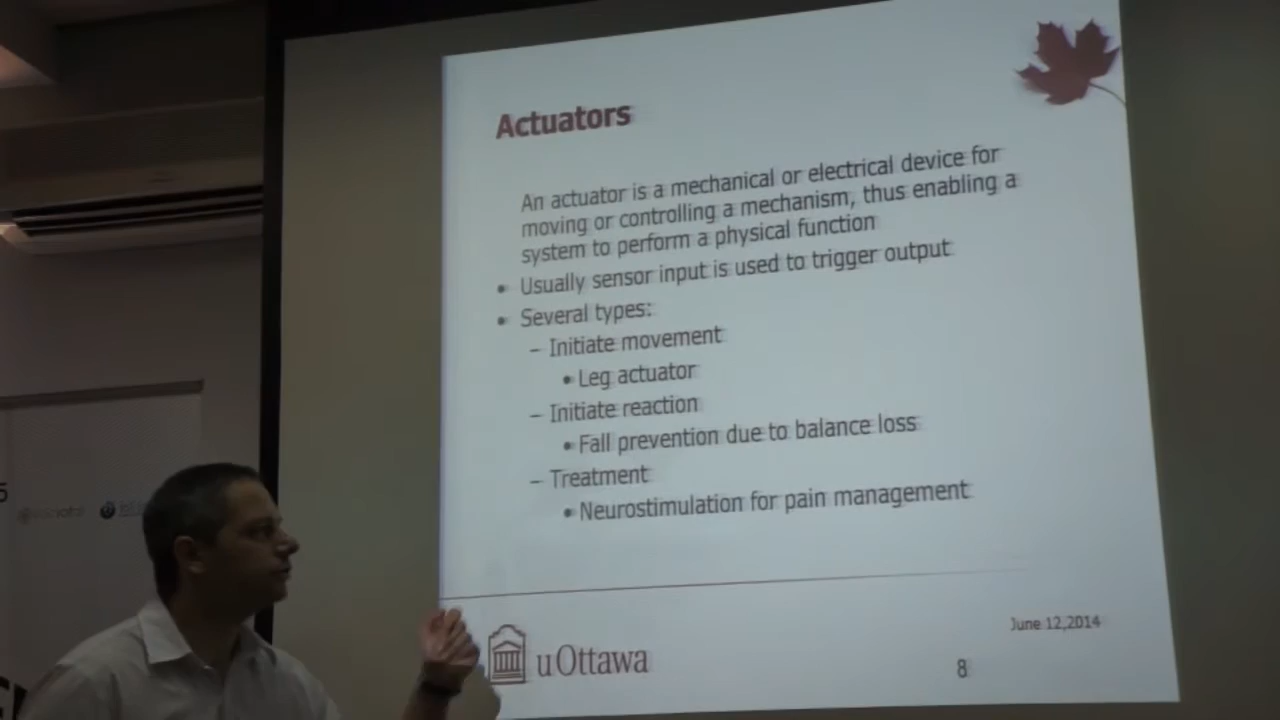 Actuators
An actuator is a mechanical or electrical device for
moving or controlling a mechanism, thus enabling a
system to perform a physical function
• Usually sensor input is used to trigger output
• Several types:
– Initiate movement
• Leg actuator
– Initiate reaction
• Fall prevention due to balance loss
– Treatment
• Neurostimulation for pain management
June 12,2014
uOttawa
8
5